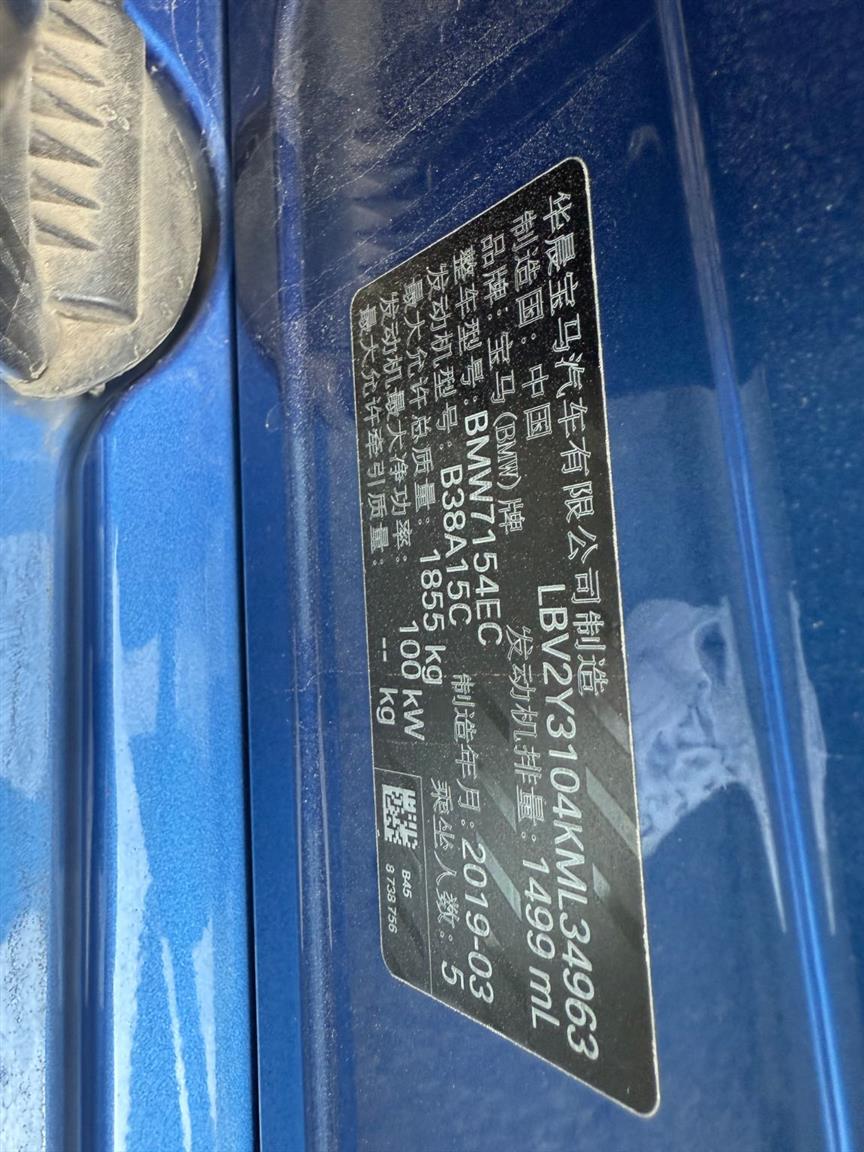 华晨宝马汽车有限公司制造
制造国：中国 LBV2Y3104KML34963
品牌：宝马(BMW)牌 发动机排量：1499 mL
整车型号：BMW7154EC
发动机型号：B38A15C 制造年月：2019-03
最大允许总质量：1855 kg 乘坐人数：5
发动机最大净功率：100 kW
最大允许牵引质量：-- kg
B45
8 738 756